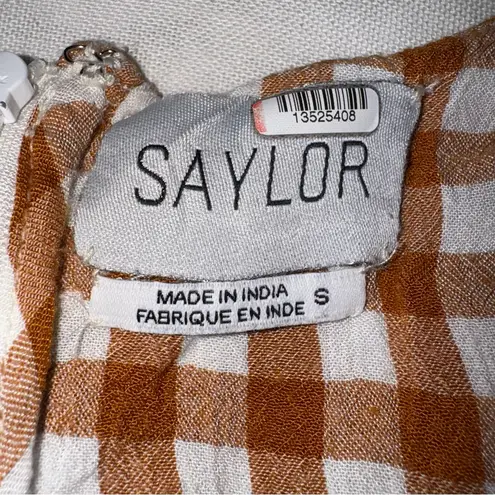 13525408
SAYLOR
MADE IN INDIA S
FABRIQUE EN INDE